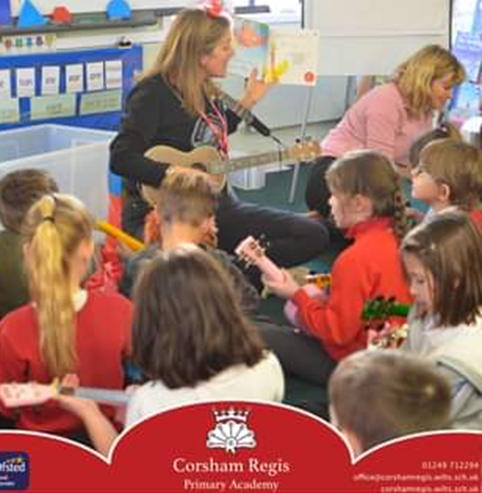 Corsham Regis
Primary Academy
Ofsted
01249 712294
office@corshamregis.wilts.sch.uk
corshamregis.wilts.sch.uk